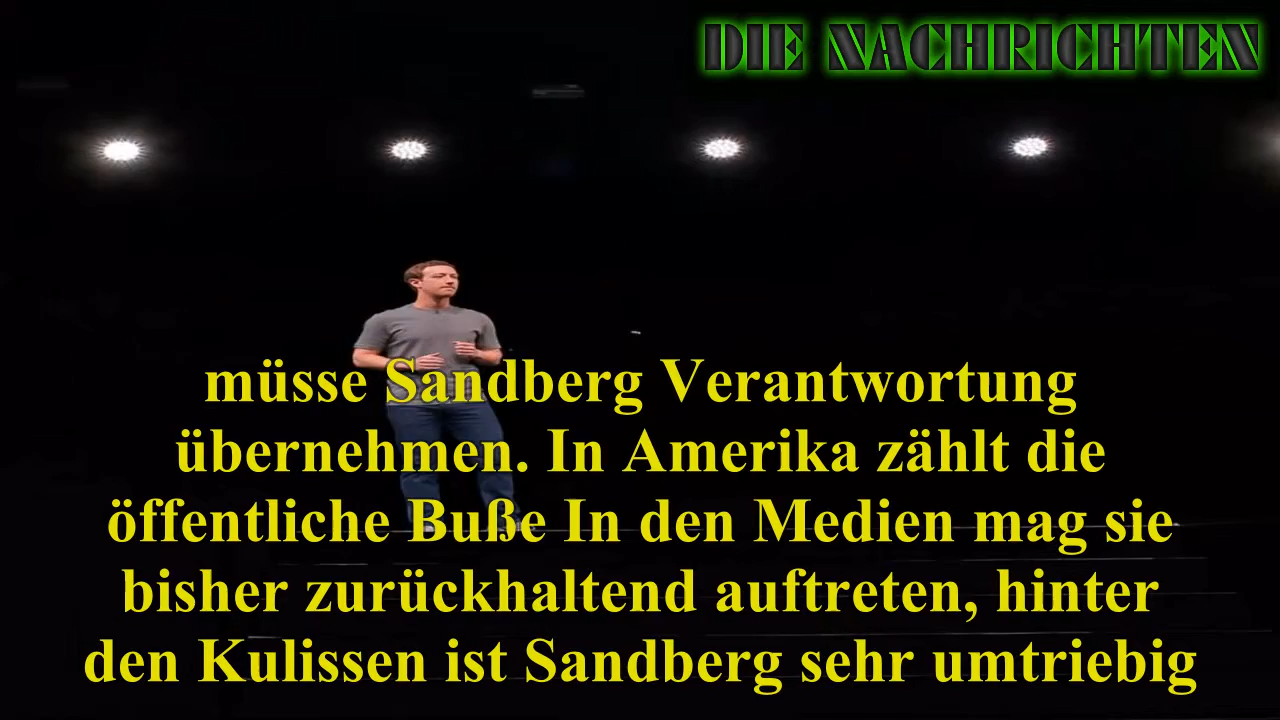 DIE NACHRICHTEN
müsse Sandberg Verantwortung
übernehmen. In Amerika zählt die
öffentliche Buße In den Medien mag sie
bisher zurückhaltend auftreten, hinter
den Kulissen ist Sandberg sehr umtriebig